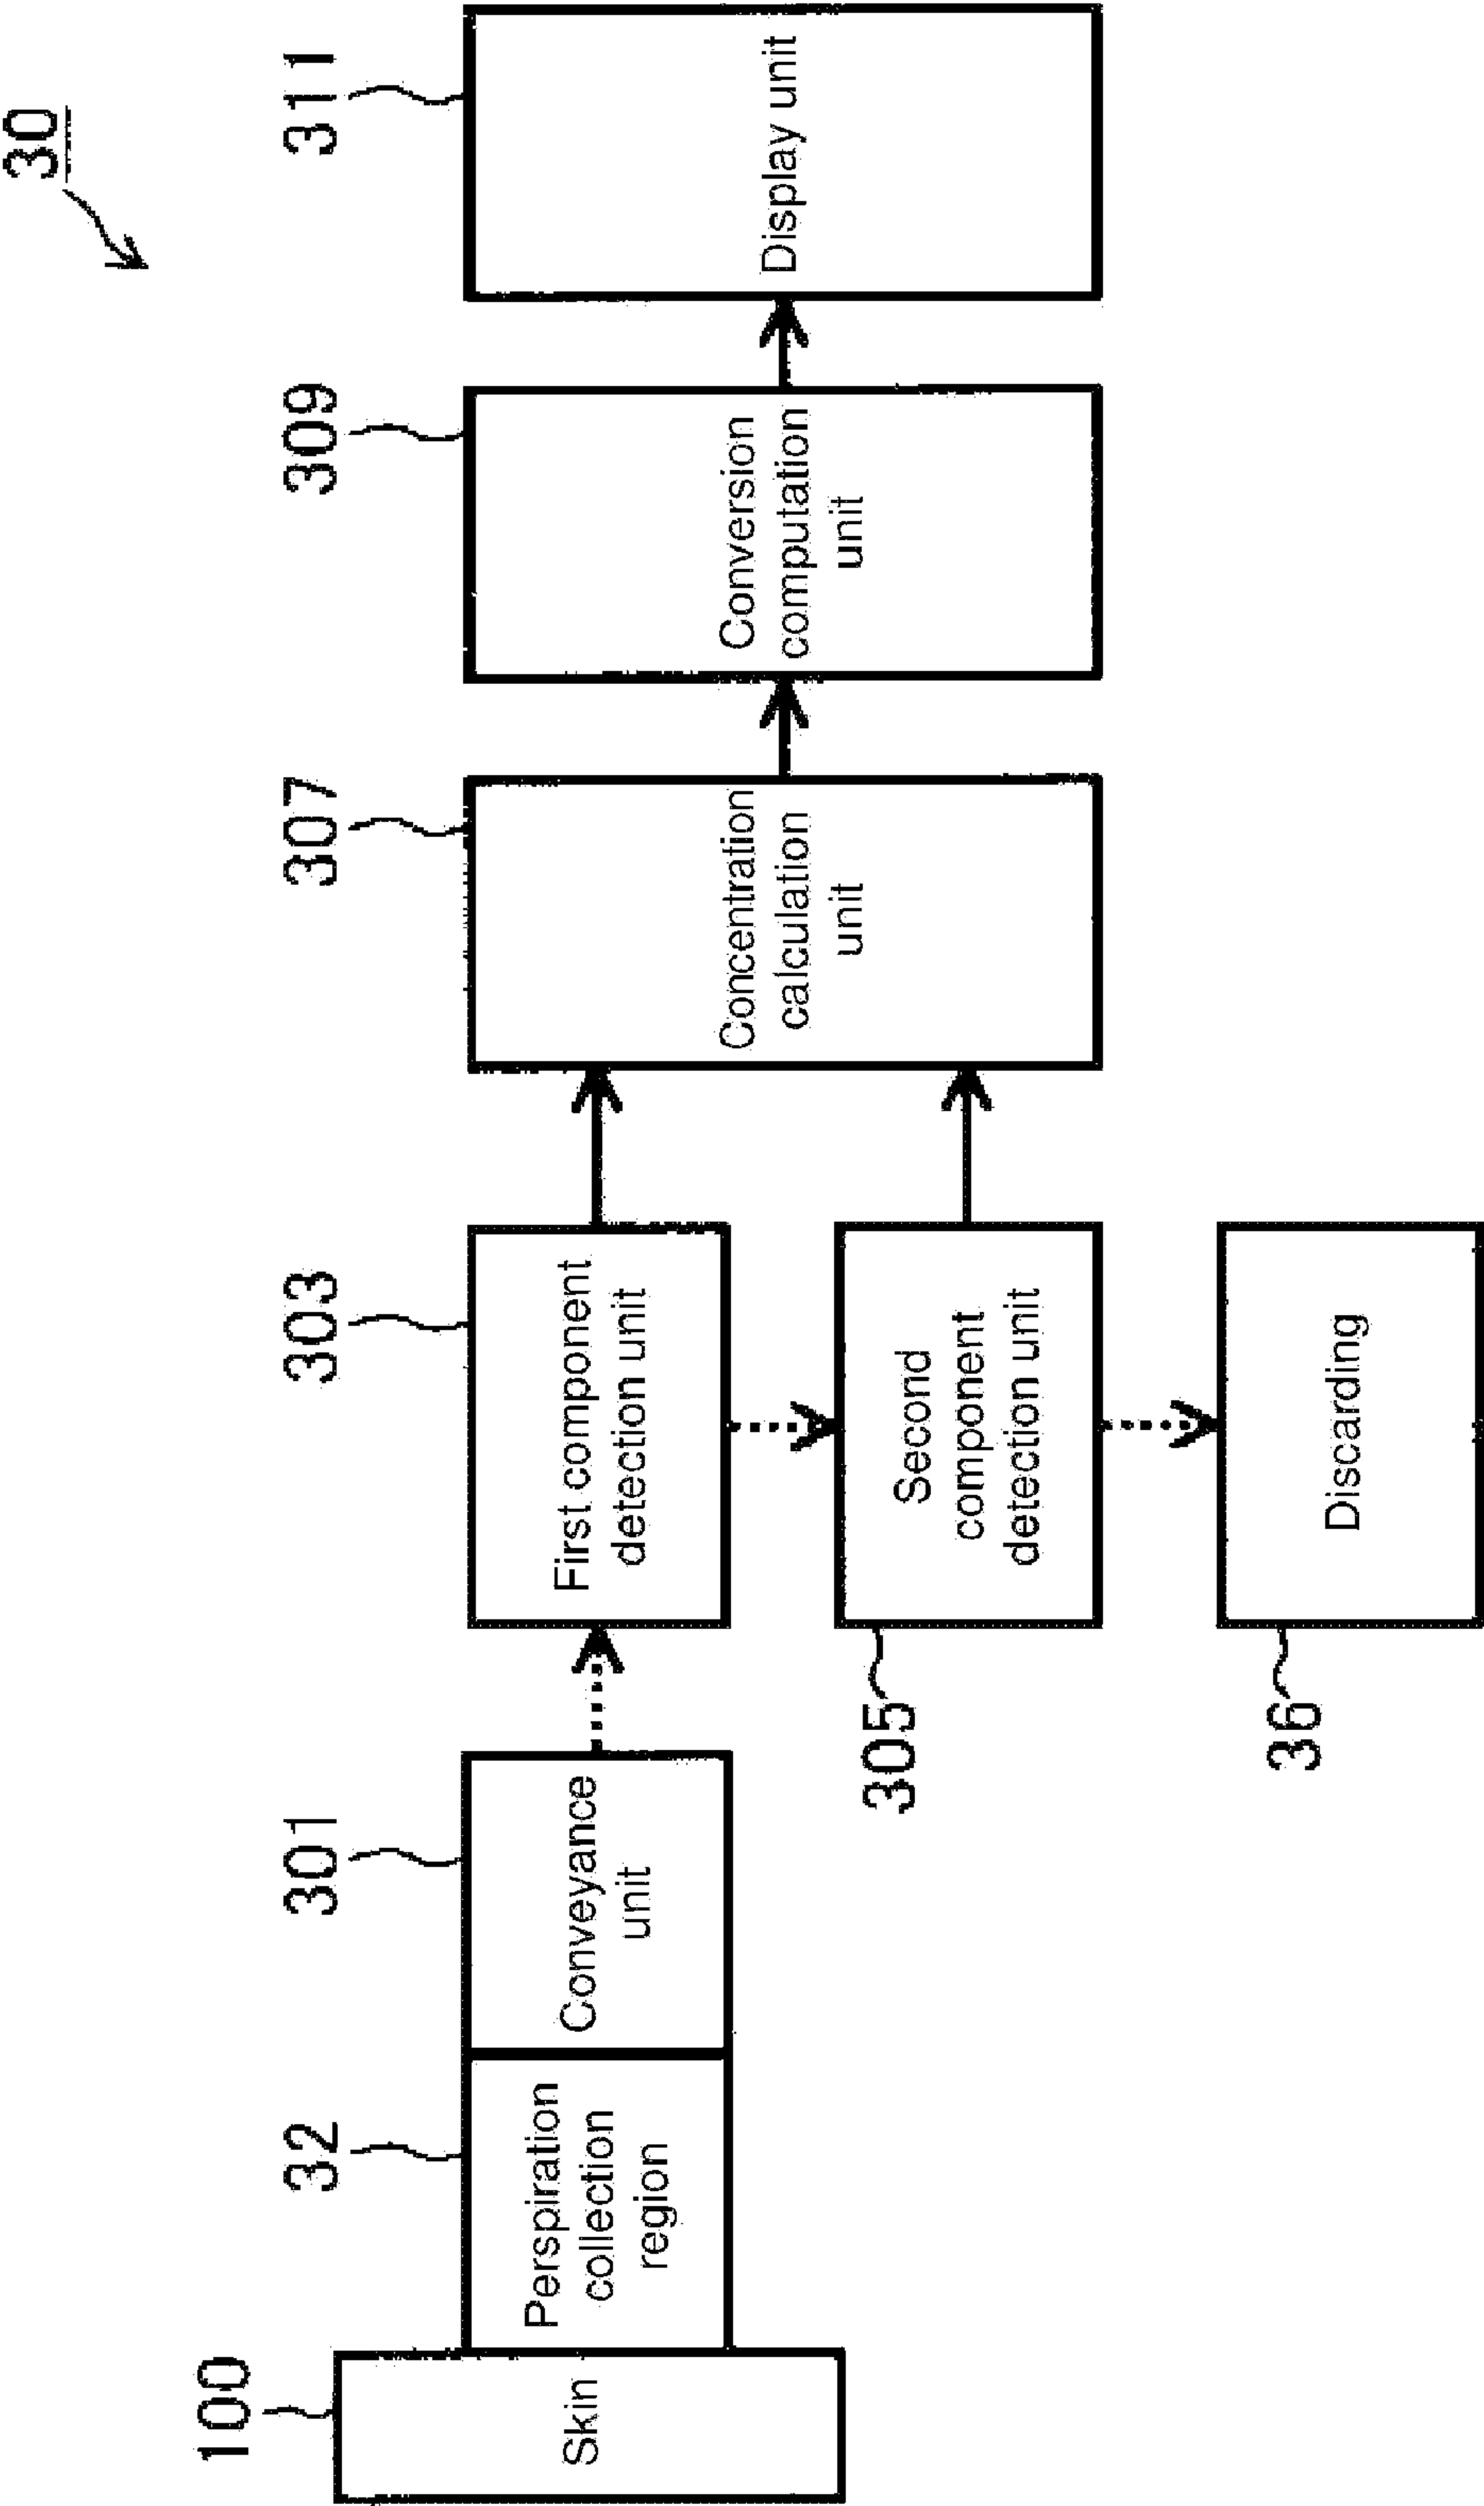 30
100
32
301
303
307
309
311
Skin
Perspiration
collection
region
Conveyance
unit
First component
detection unit
Concentration
calculation
unit
Conversion
computation
unit
Display unit
Second
component
detection unit
305
Discarding
36